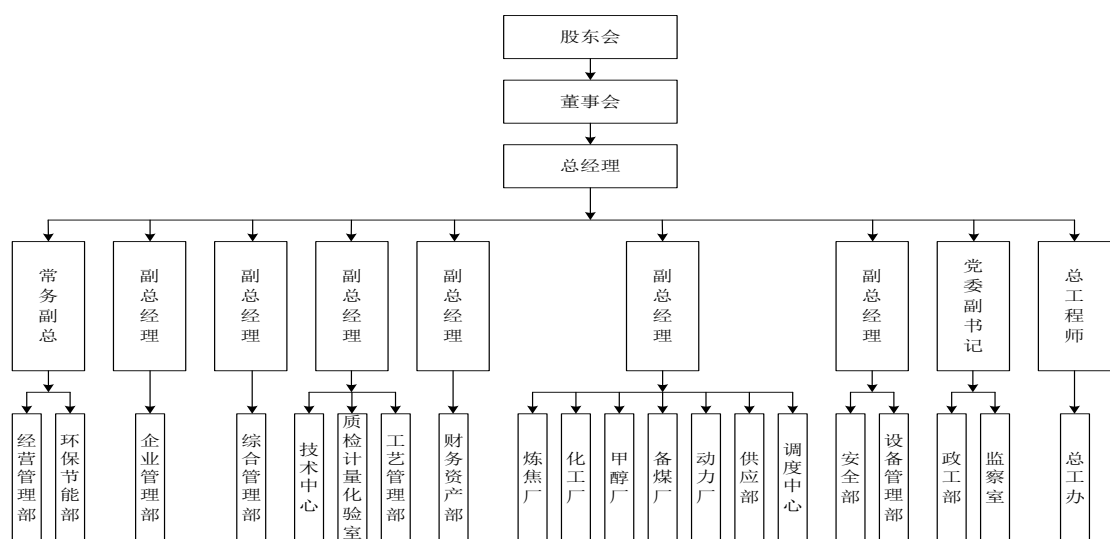 股东会
董事会
总经理
常务副总
副总经理
副总经理
副总经理
副总经理
副总经理
副总经理
党委副书记
总工程师
经营管理部
环保节能部
企业管理部
综合管理部
技术中心
质检计量化验室
工艺管理部
财务资产部
炼焦厂
化工厂
甲醇厂
备煤厂
动力厂
供应部
调度中心
安全部
设备管理部
政工部
监察室
总工办